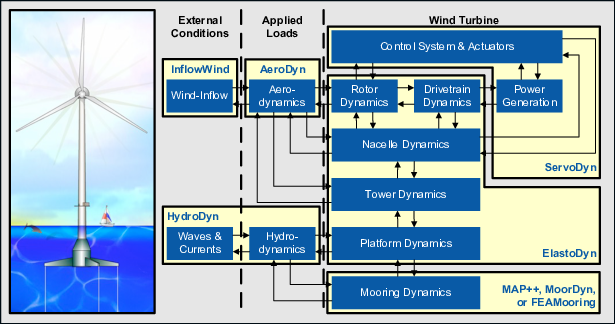 External
Conditions
Applied
Loads
Wind Turbine
Control System & Actuators
InflowWind
AeroDyn
Wind-Inflow
Aero-
dynamics
Rotor
Dynamics
Drivetrain
Dynamics
Power
Generation
Nacelle Dynamics
ServoDyn
Tower Dynamics
HydroDyn
Waves &
Currents
Hydro-
dynamics
Platform Dynamics
ElastoDyn
Mooring Dynamics
MAP++, MoorDyn,
or FEAMooring